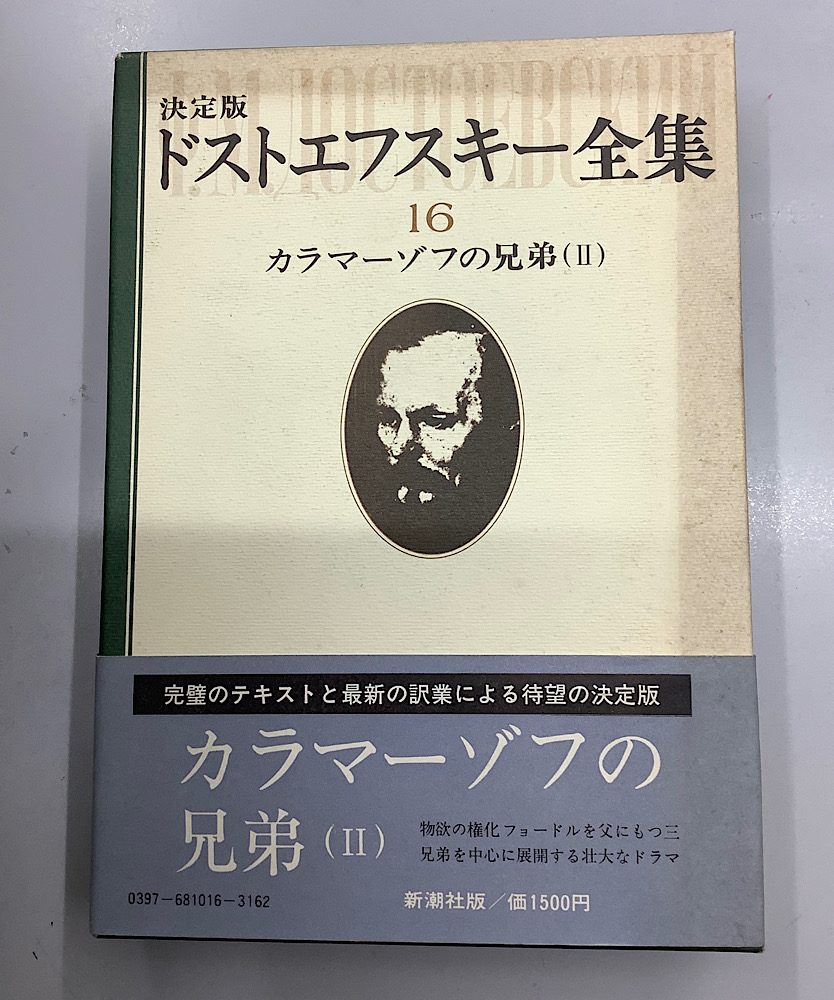 Ф.М.ДОСТОЕВСКИЙ
決定版
ドストエフスキー全集
16
カラマーゾフの兄弟(II)
完璧のテキストと最新の訳業による待望の決定版
カラマーゾフの
兄弟(II)
物欲の権化フョードルを父にもつ三
兄弟を中心に展開する壮大なドラマ
0397-681016-3162
新潮社版/価1500円